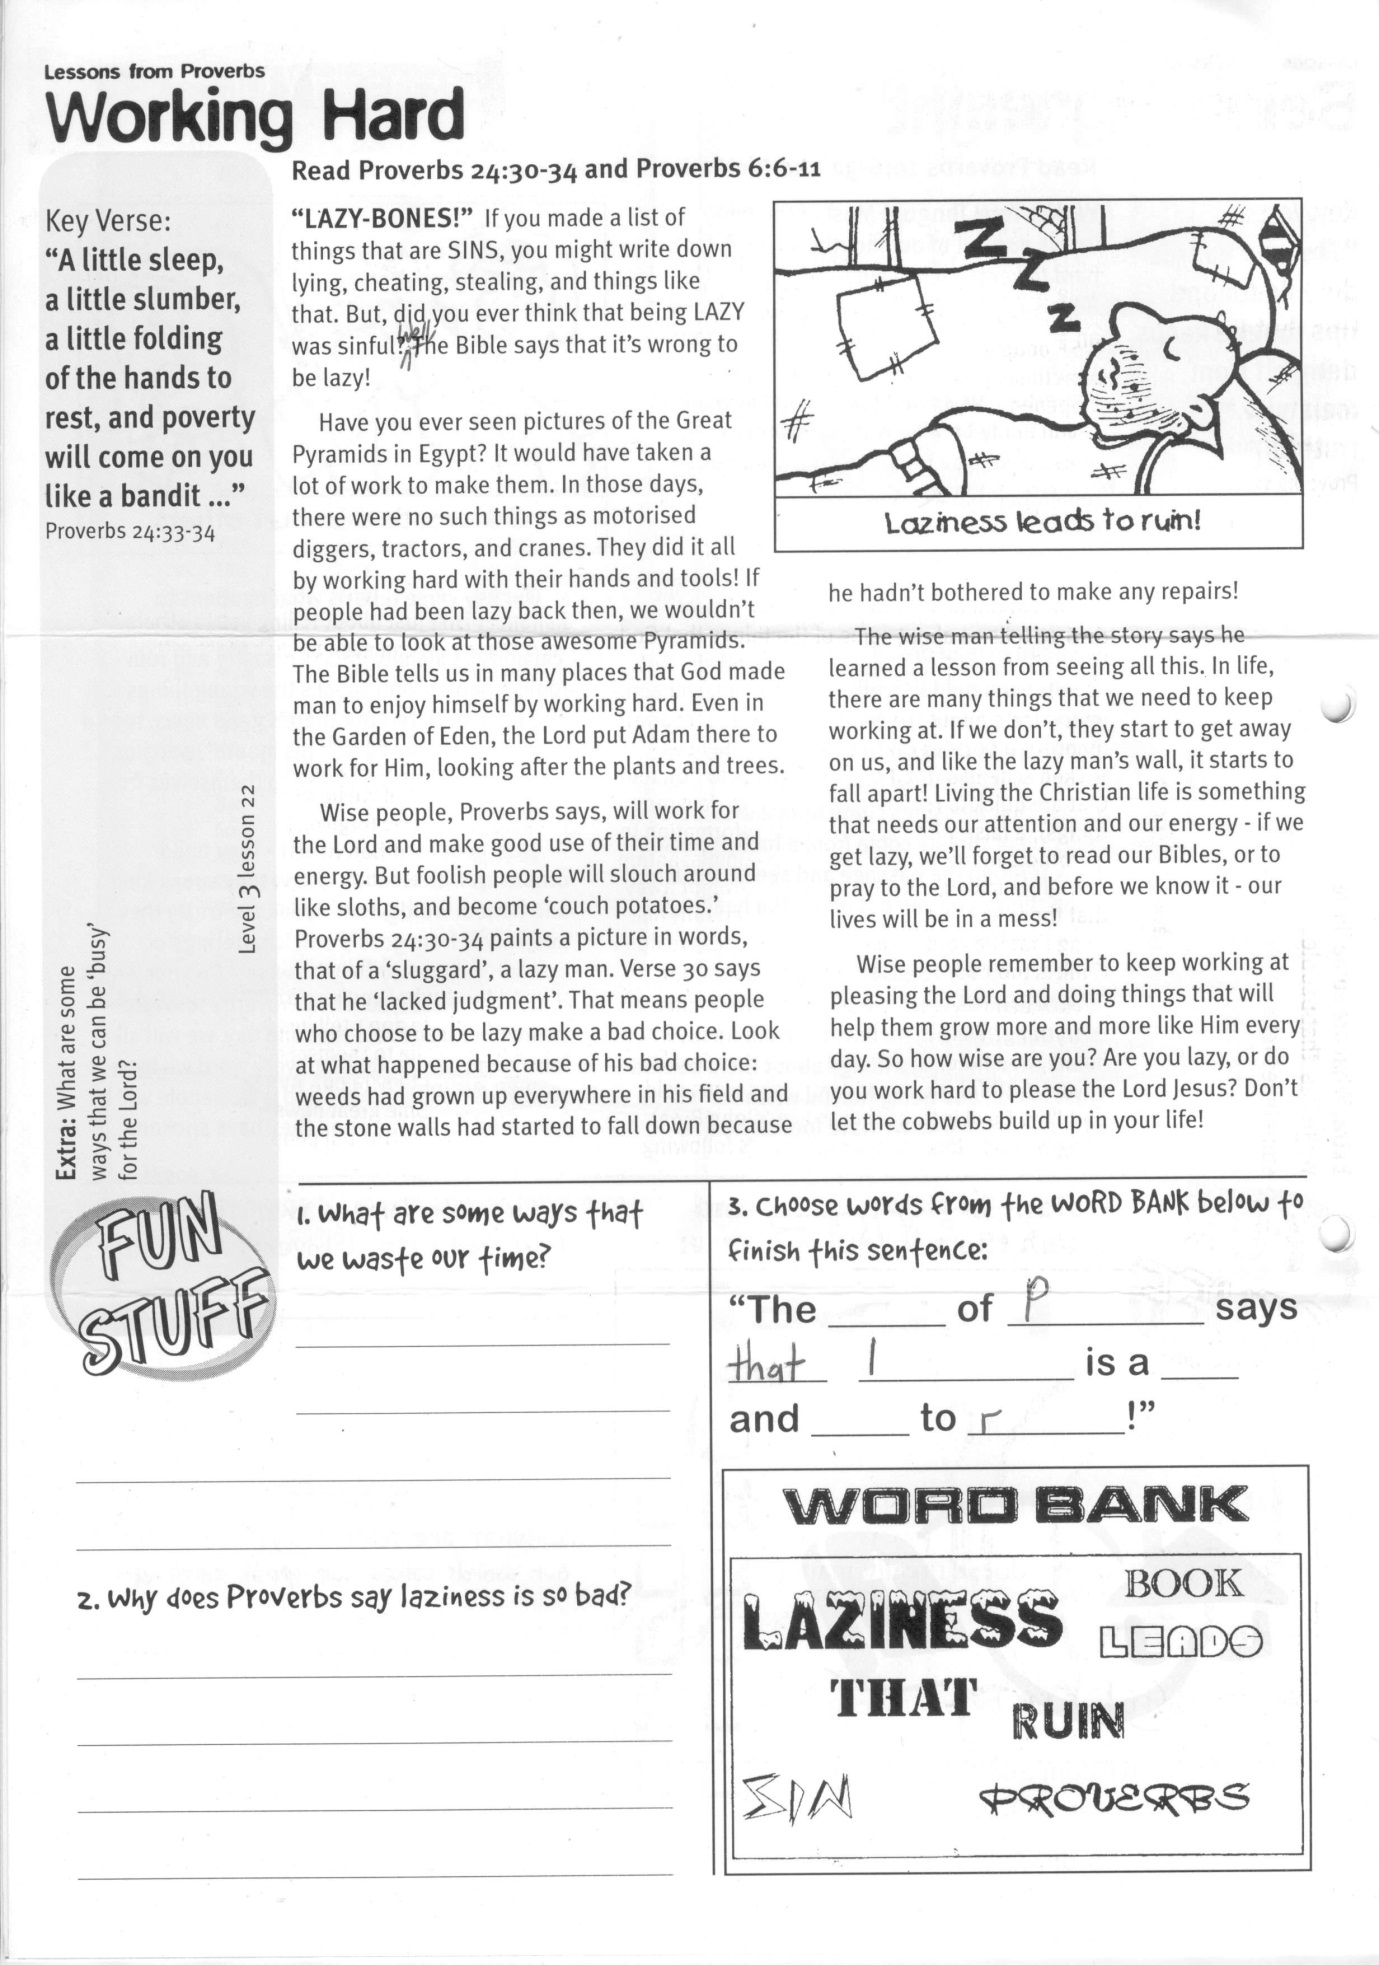 Lessons from Proverbs
Working Hard
Read Proverbs 24:30-34 and Proverbs 6:6-11
Key Verse:
“A little sleep,
a little slumber,
a little folding
of the hands to
rest, and poverty
will come on you
like a bandit ...”
Proverbs 24:33-34
Level 3 lesson 22
Extra: What are some
ways that we can be ‘busy’
for the Lord?
“LAZY-BONES!” If you made a list of
things that are SINS, you might write down
lying, cheating, stealing, and things like
that. But, did you ever think that being LAZY
well;
was sinful? The Bible says that it’s wrong to
be lazy!
Have you ever seen pictures of the Great
Pyramids in Egypt? It would have taken a
lot of work to make them. In those days,
there were no such things as motorised
diggers, tractors, and cranes. They did it all
by working hard with their hands and tools! If
people had been lazy back then, we wouldn’t
be able to look at those awesome Pyramids.
The Bible tells us in many places that God made
man to enjoy himself by working hard. Even in
the Garden of Eden, the Lord put Adam there to
work for Him, looking after the plants and trees.
Wise people, Proverbs says, will work for
the Lord and make good use of their time and
energy. But foolish people will slouch around
like sloths, and become ‘couch potatoes.’
Proverbs 24:30-34 paints a picture in words,
that of a ‘sluggard’, a lazy man. Verse 30 says
that he ‘lacked judgment’. That means people
who choose to be lazy make a bad choice. Look
at what happened because of his bad choice:
weeds had grown up everywhere in his field and
the stone walls had started to fall down because
Z
Z
Z
Laziness leads to ruin!
he hadn’t bothered to make any repairs!
The wise man telling the story says he
learned a lesson from seeing all this. In life,
there are many things that we need to keep
working at. If we don’t, they start to get away
on us, and like the lazy man’s wall, it starts to
fall apart! Living the Christian life is something
that needs our attention and our energy - if we
get lazy, we’ll forget to read our Bibles, or to
pray to the Lord, and before we know it - our
lives will be in a mess!
Wise people remember to keep working at
pleasing the Lord and doing things that will
help them grow more and more like Him every
day. So how wise are you? Are you lazy, or do
you work hard to please the Lord Jesus? Don’t
let the cobwebs build up in your life!
FUN
STUFF
1. What are some ways that
we waste our time?
2. Why does Proverbs say laziness is so bad?
3. Choose words from the WORD BANK below to
finish this sentence:
“The ______ of P______ says
that l______ is a ____
and _____ to r______!”
WORD BANK
LAZINESS
BOOK
LEADS
THAT
RUIN
SIN
PROVERBS